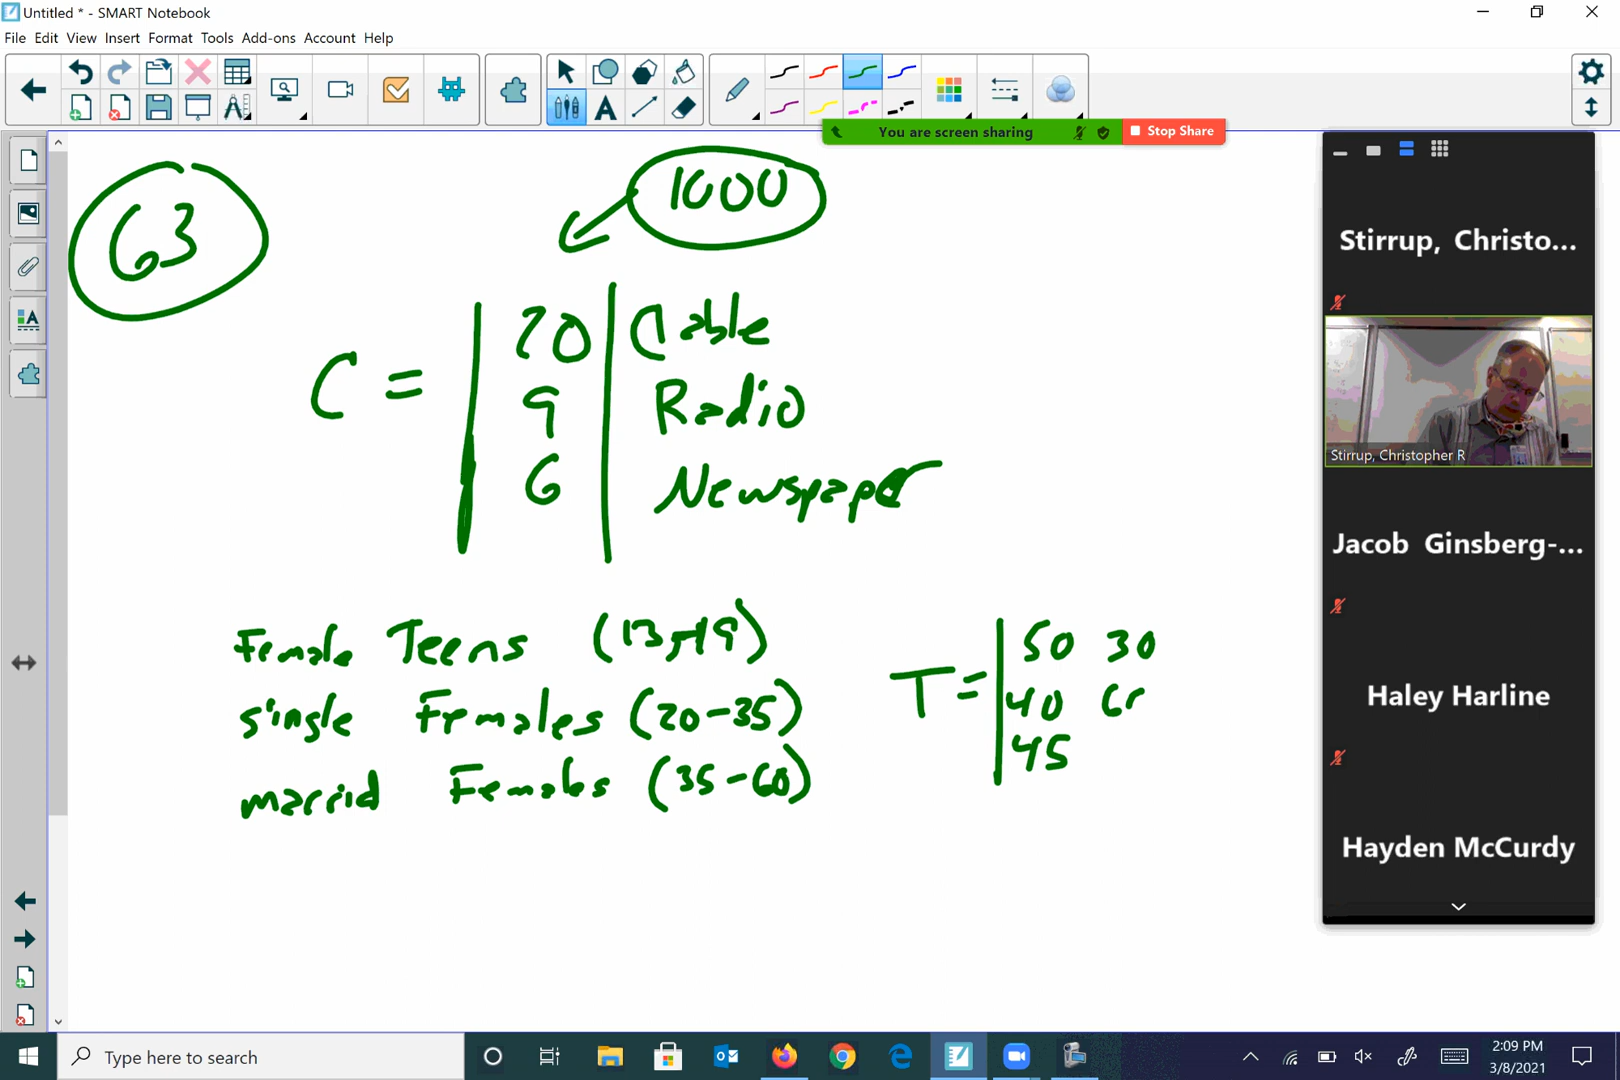 Untitled * - SMART Notebook
File Edit View Insert Format Tools Add-ons Account Help
You are screen sharing
Stop Share
63
1000
C = 20 Cable
9 Radio
6 Newspaper
Female Teens (13-19)
single Females (20-35)
married Females (35-60)
T = 50 30
40
45
Stirrup, Christo...
Stirrup, Christopher R
Jacob Ginsberg-...
Haley Harline
Hayden McCurdy
Type here to search
2:09 PM
3/8/2021